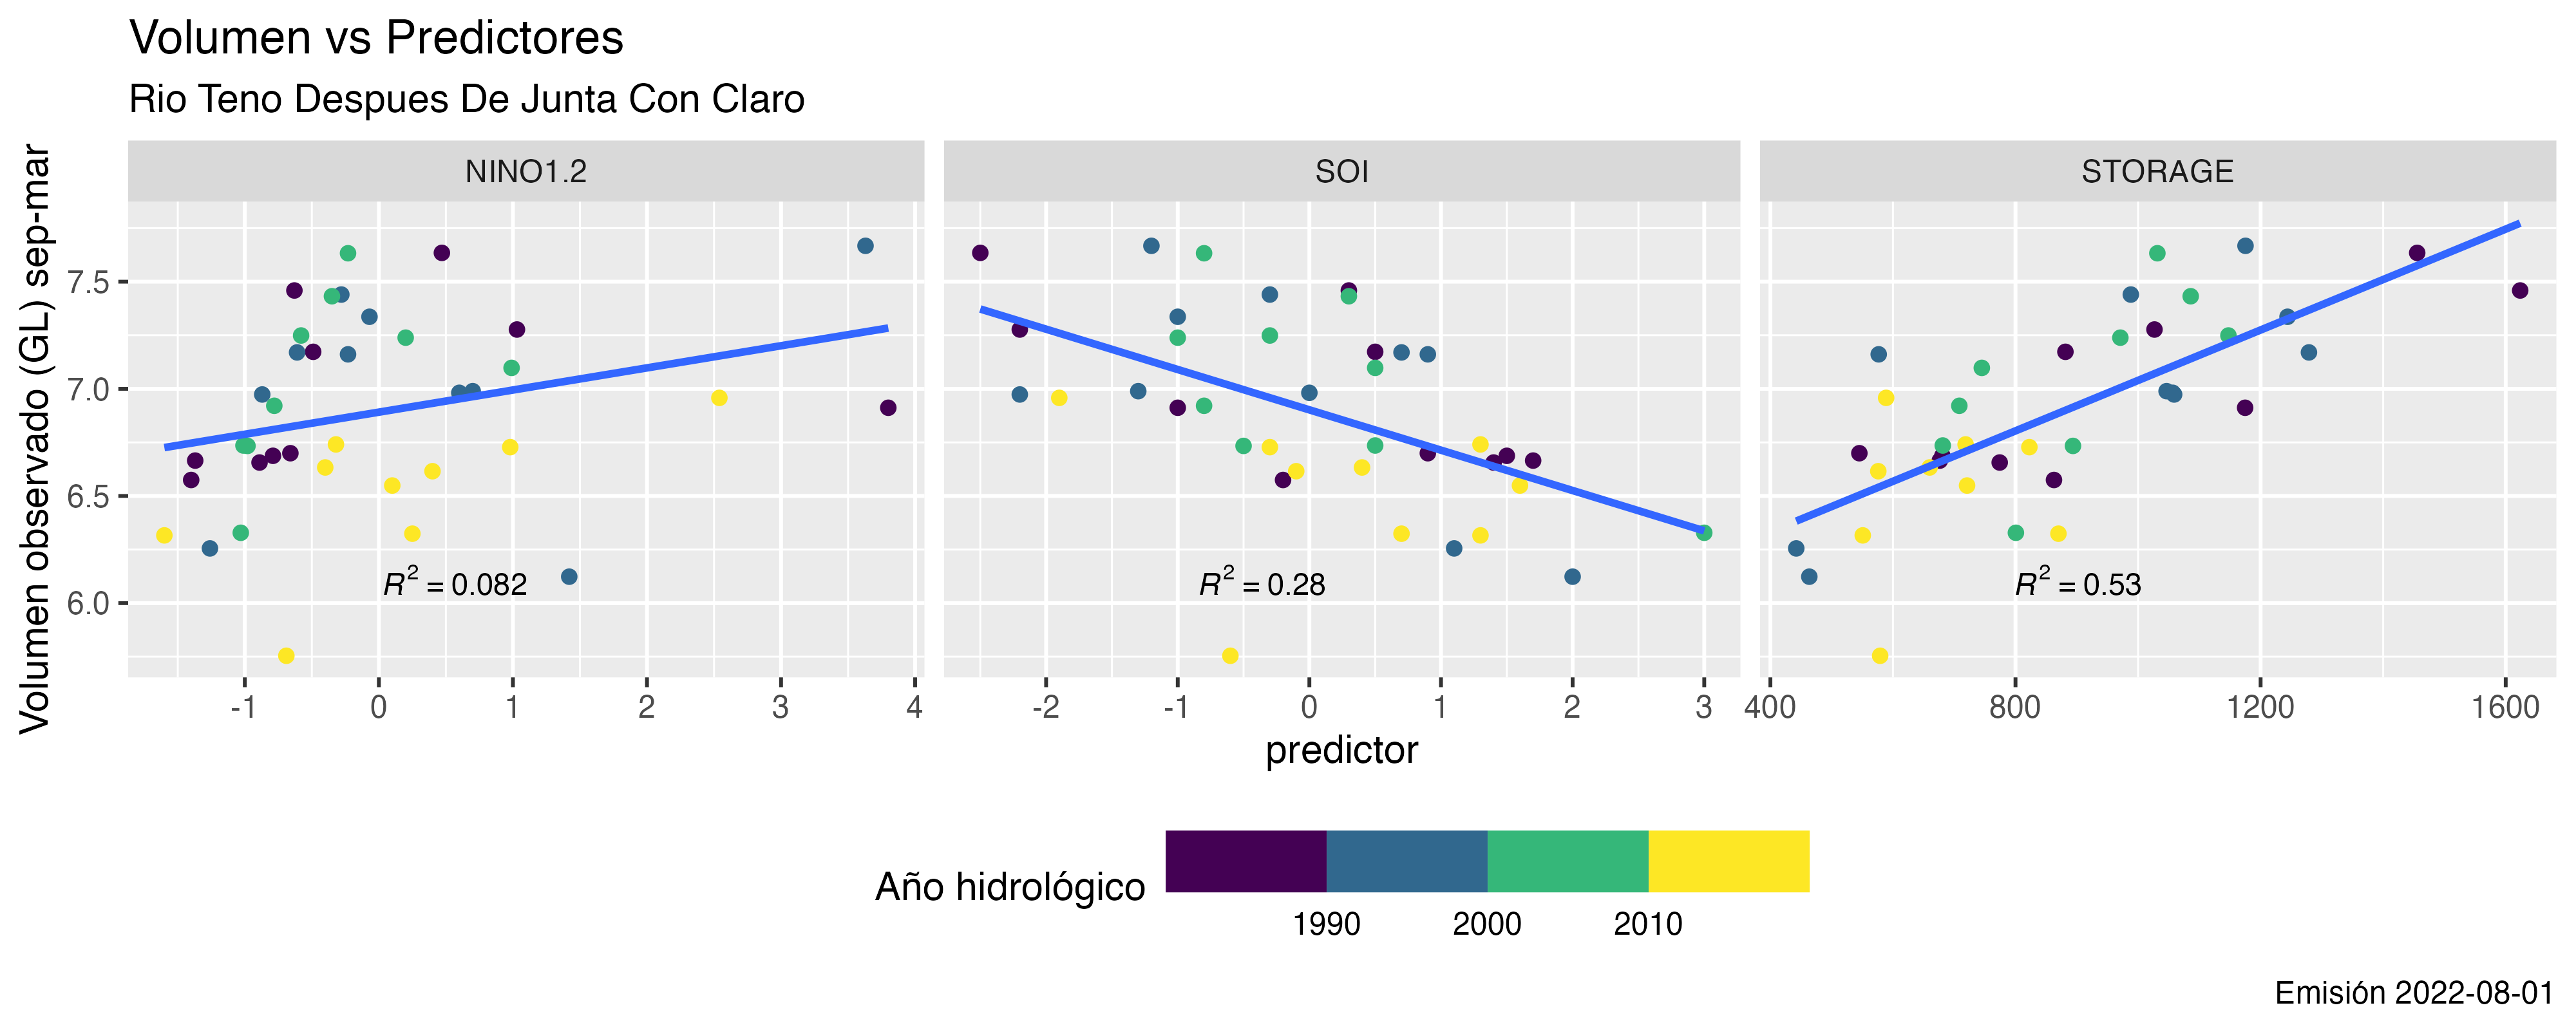 Volumen vs Predictores
Rio Teno Despues De Junta Con Claro
NINO1.2
SOI
STORAGE
Volumen observado (GL) sep-mar
7.5
7.0
6.5
6.0
R² = 0.082
R² = 0.28
R² = 0.53
-1 0 1 2 3 4
-2 -1 0 1 2 3
400 800 1200 1600
predictor
Año hidrológico
1990 2000 2010
Emisión 2022-08-01